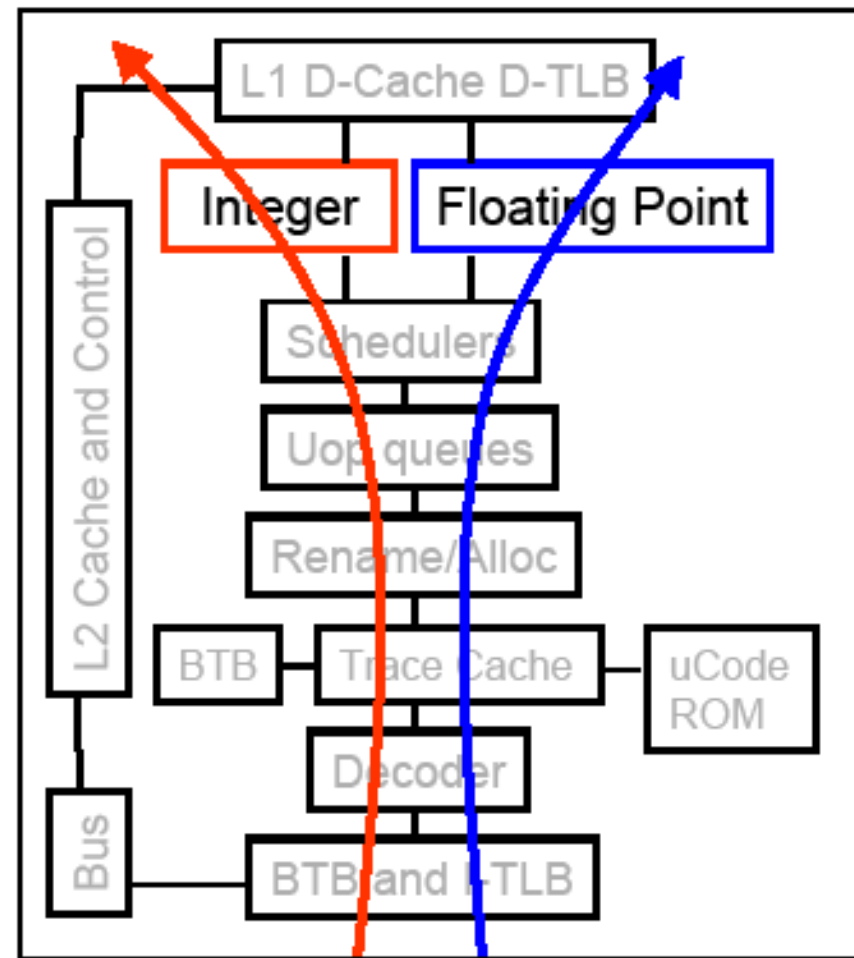 L1 D-Cache D-TLB
Integer
Floating Point
L2 Cache and Control
Schedulers
Uop queues
Rename/Alloc
BTB
Trace Cache
uCode
ROM
Decoder
Bus
BTB and I-TLB